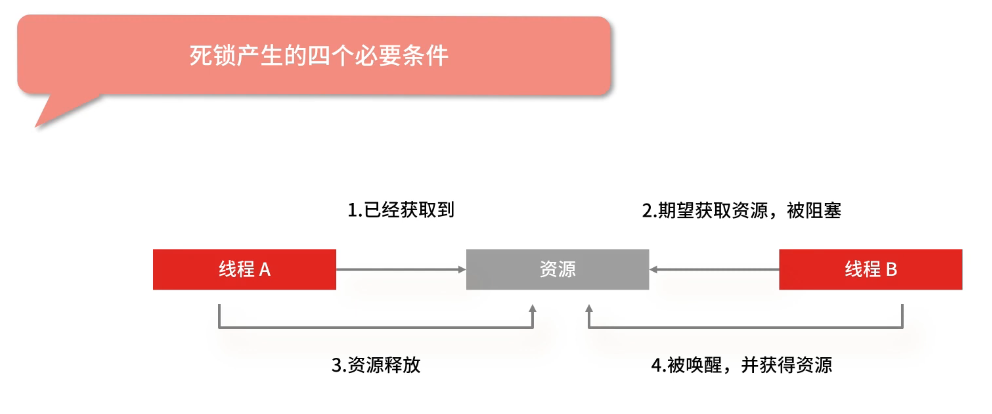 死锁产生的四个必要条件
1.已经获取到
2.期望获取资源，被阻塞
线程 A
资源
线程 B
3.资源释放
4.被唤醒，并获得资源